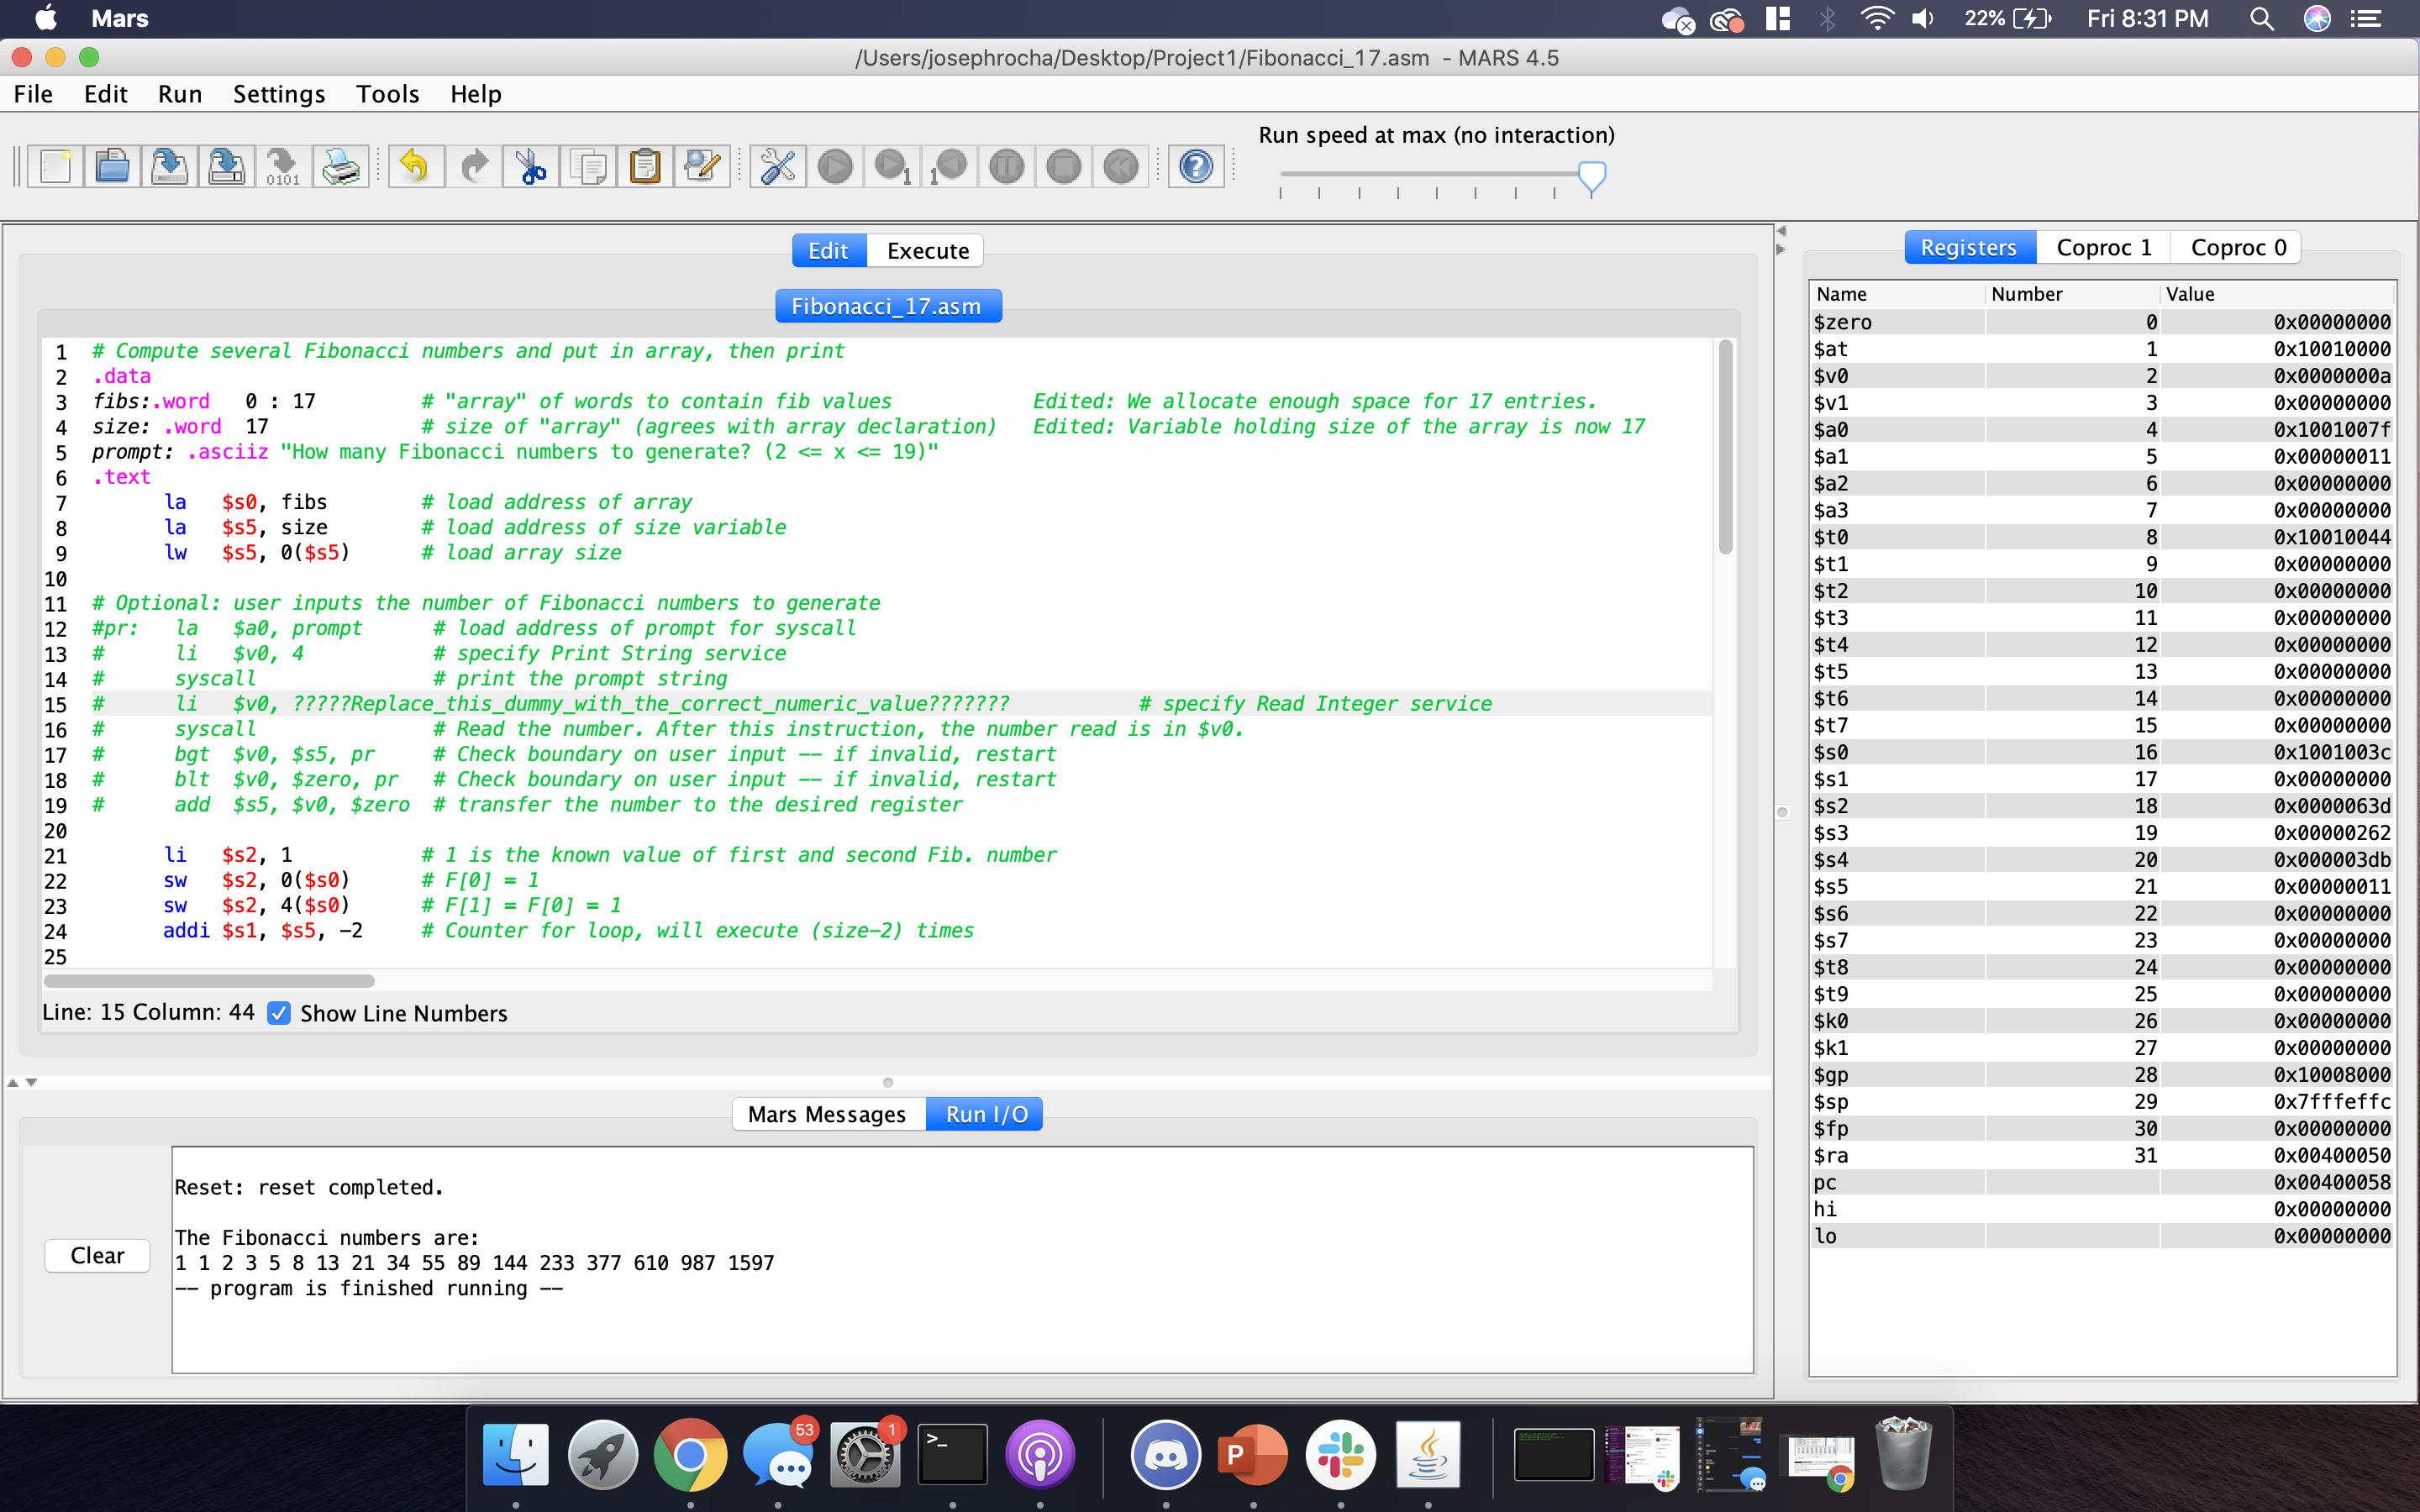 Mars
22%
Fri 8:31 PM
/Users/josephrocha/Desktop/Project1/Fibonacci_17.asm - MARS 4.5
File Edit Run Settings Tools Help
Run speed at max (no interaction)
0101
1
1
Edit Execute
Fibonacci_17.asm
1 # Compute several Fibonacci numbers and put in array, then print
2 .data
3 fibs:.word 0 : 17 # "array" of words to contain fib values Edited: We allocate enough space for 17 entries.
4 size: .word 17 # size of "array" (agrees with array declaration) Edited: Variable holding size of the array is now 17
5 prompt: .asciiz "How many Fibonacci numbers to generate? (2 <= x <= 19)"
6 .text
7 la $s0, fibs # load address of array
8 la $s5, size # load address of size variable
9 lw $s5, 0($s5) # load array size
10
11 # Optional: user inputs the number of Fibonacci numbers to generate
12 #pr: la $a0, prompt # load address of prompt for syscall
13 # li $v0, 4 # specify Print String service
14 # syscall # print the prompt string
15 # li $v0, ?????Replace_this_dummy_with_the_correct_numeric_value??????? # specify Read Integer service
16 # syscall # Read the number. After this instruction, the number read is in $v0.
17 # bgt $v0, $s5, pr # Check boundary on user input -- if invalid, restart
18 # blt $v0, $zero, pr # Check boundary on user input -- if invalid, restart
19 # add $s5, $v0, $zero # transfer the number to the desired register
20
21 li $s2, 1 # 1 is the known value of first and second Fib. number
22 sw $s2, 0($s0) # F[0] = 1
23 sw $s2, 4($s0) # F[1] = F[0] = 1
24 addi $s1, $s5, -2 # Counter for loop, will execute (size-2) times
25
Line: 15 Column: 44 Show Line Numbers
Mars Messages Run I/O
Clear
Reset: reset completed.
The Fibonacci numbers are:
1 1 2 3 5 8 13 21 34 55 89 144 233 377 610 987 1597
-- program is finished running --
Registers Coproc 1 Coproc 0
Name Number Value
$zero 0 0x00000000
$at 1 0x10010000
$v0 2 0x0000000a
$v1 3 0x00000000
$a0 4 0x1001007f
$a1 5 0x00000011
$a2 6 0x00000000
$a3 7 0x00000000
$t0 8 0x10010044
$t1 9 0x00000000
$t2 10 0x00000000
$t3 11 0x00000000
$t4 12 0x00000000
$t5 13 0x00000000
$t6 14 0x00000000
$t7 15 0x00000000
$s0 16 0x1001003c
$s1 17 0x00000000
$s2 18 0x0000063d
$s3 19 0x00000262
$s4 20 0x000003db
$s5 21 0x00000011
$s6 22 0x00000000
$s7 23 0x00000000
$t8 24 0x00000000
$t9 25 0x00000000
$k0 26 0x00000000
$k1 27 0x00000000
$gp 28 0x10008000
$sp 29 0x7fffeffc
$fp 30 0x00000000
$ra 31 0x00400050
pc 0x00400058
hi 0x00000000
lo 0x00000000
53
1
>_
P